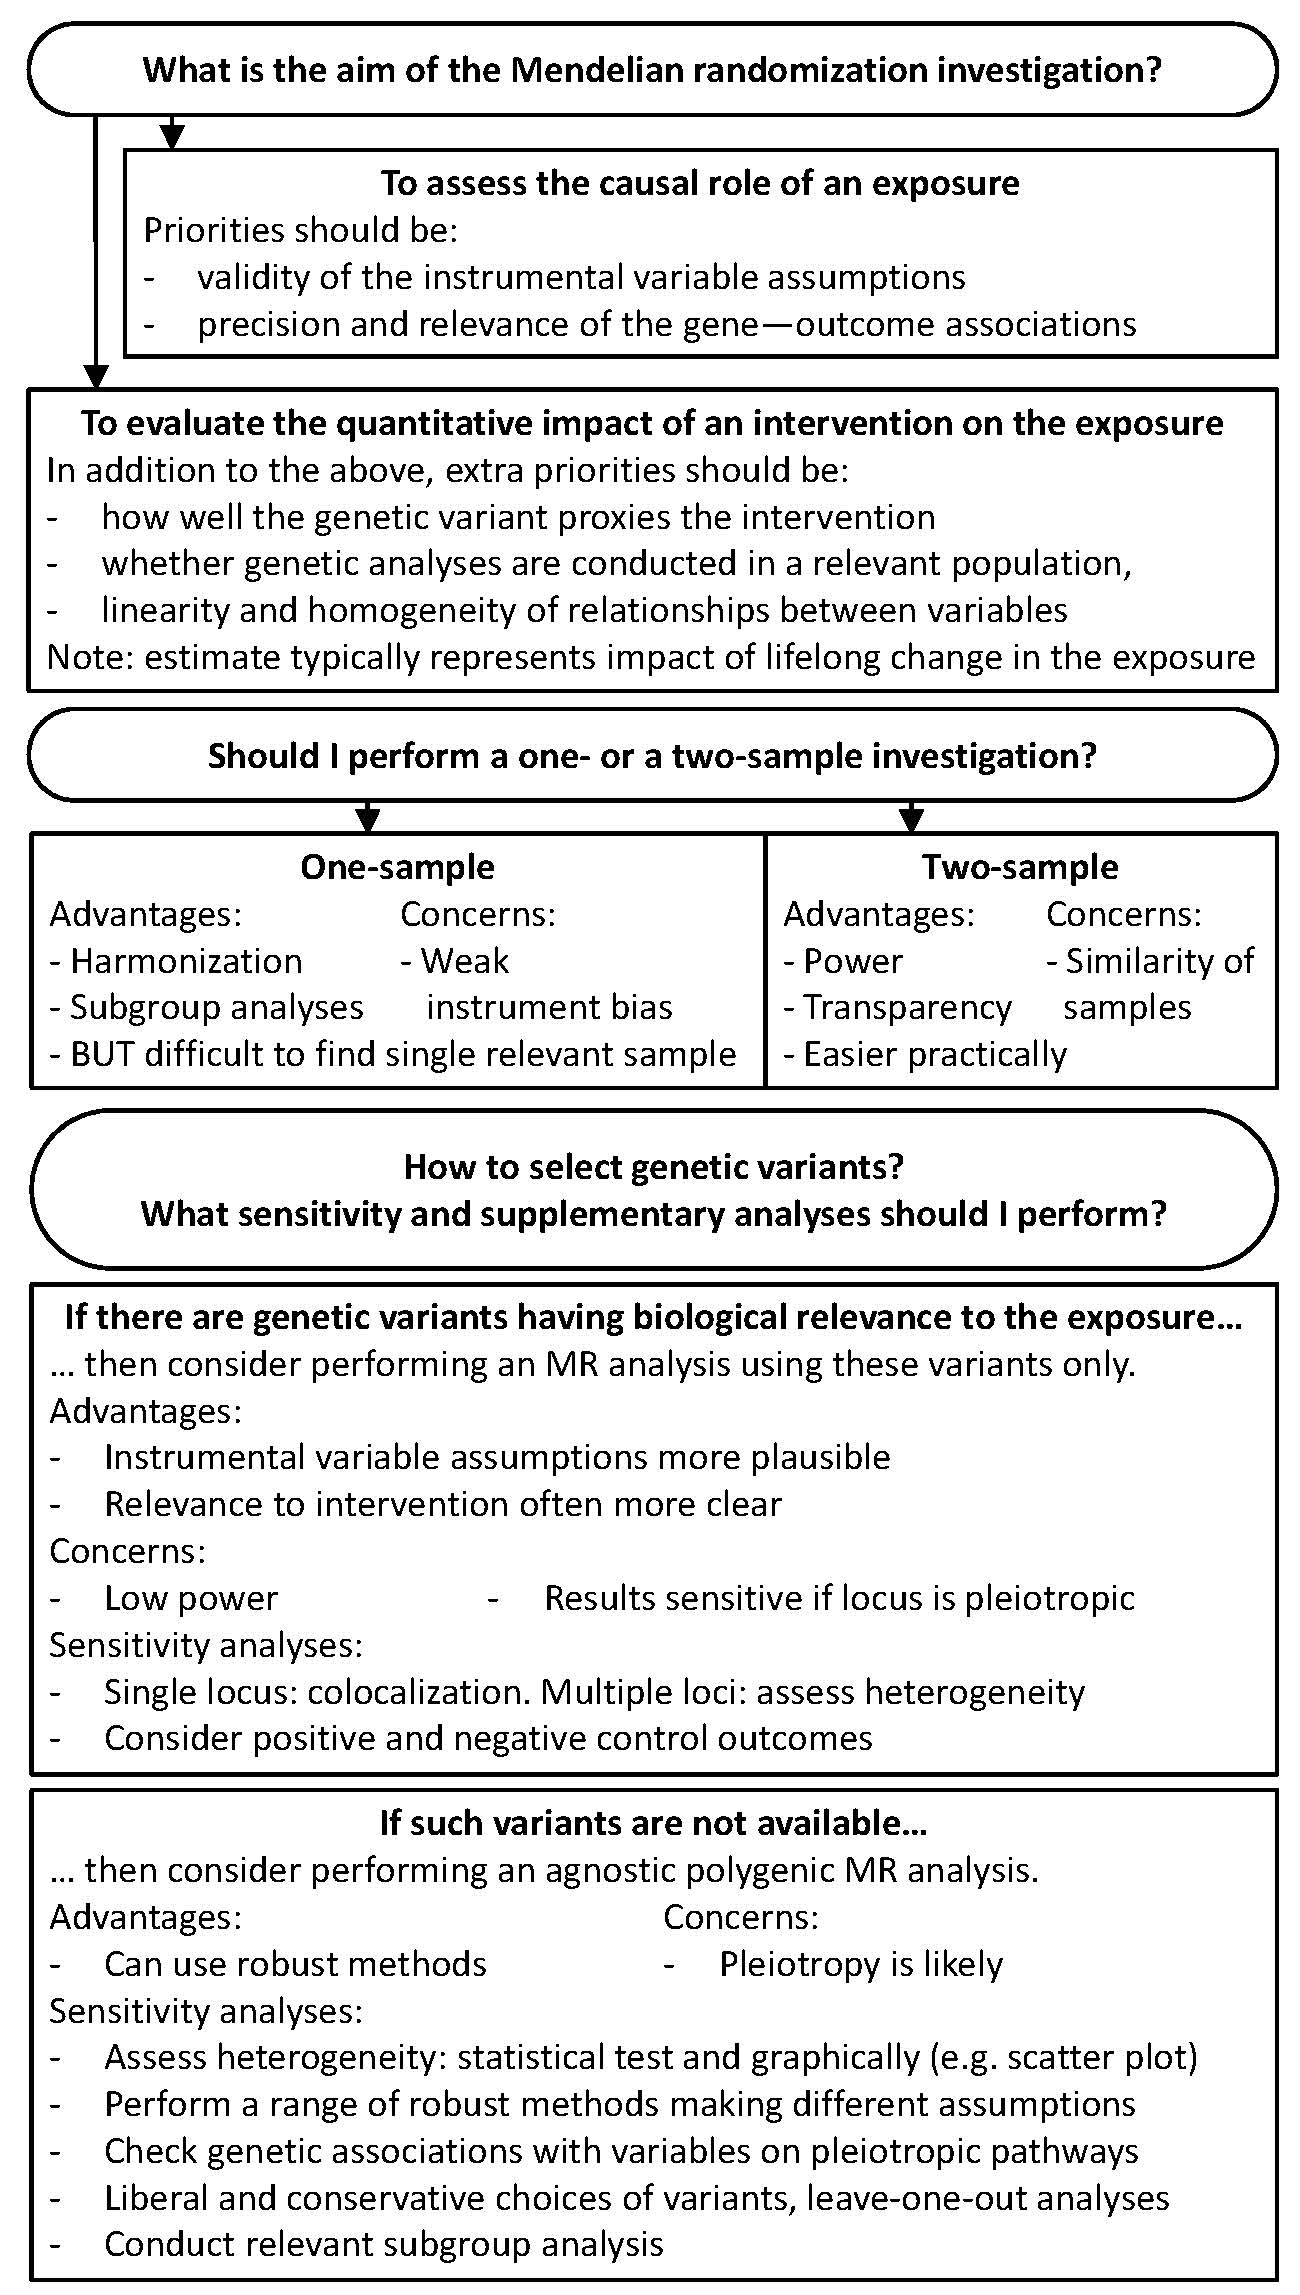 What is the aim of the Mendelian randomization investigation?
To assess the causal role of an exposure
Priorities should be:
- validity of the instrumental variable assumptions
- precision and relevance of the gene—outcome associations
To evaluate the quantitative impact of an intervention on the exposure
In addition to the above, extra priorities should be:
- how well the genetic variant proxies the intervention
- whether genetic analyses are conducted in a relevant population,
- linearity and homogeneity of relationships between variables
Note: estimate typically represents impact of lifelong change in the exposure
Should I perform a one- or a two-sample investigation?
One-sample
Advantages: Concerns:
- Harmonization - Weak
- Subgroup analyses instrument bias
- BUT difficult to find single relevant sample
Two-sample
Advantages: Concerns:
- Power - Similarity of
- Transparency samples
- Easier practically
How to select genetic variants?
What sensitivity and supplementary analyses should I perform?
If there are genetic variants having biological relevance to the exposure...
... then consider performing an MR analysis using these variants only.
Advantages:
- Instrumental variable assumptions more plausible
- Relevance to intervention often more clear
Concerns:
- Low power - Results sensitive if locus is pleiotropic
Sensitivity analyses:
- Single locus: colocalization. Multiple loci: assess heterogeneity
- Consider positive and negative control outcomes
If such variants are not available...
... then consider performing an agnostic polygenic MR analysis.
Advantages: Concerns:
- Can use robust methods - Pleiotropy is likely
Sensitivity analyses:
- Assess heterogeneity: statistical test and graphically (e.g. scatter plot)
- Perform a range of robust methods making different assumptions
- Check genetic associations with variables on pleiotropic pathways
- Liberal and conservative choices of variants, leave-one-out analyses
- Conduct relevant subgroup analysis